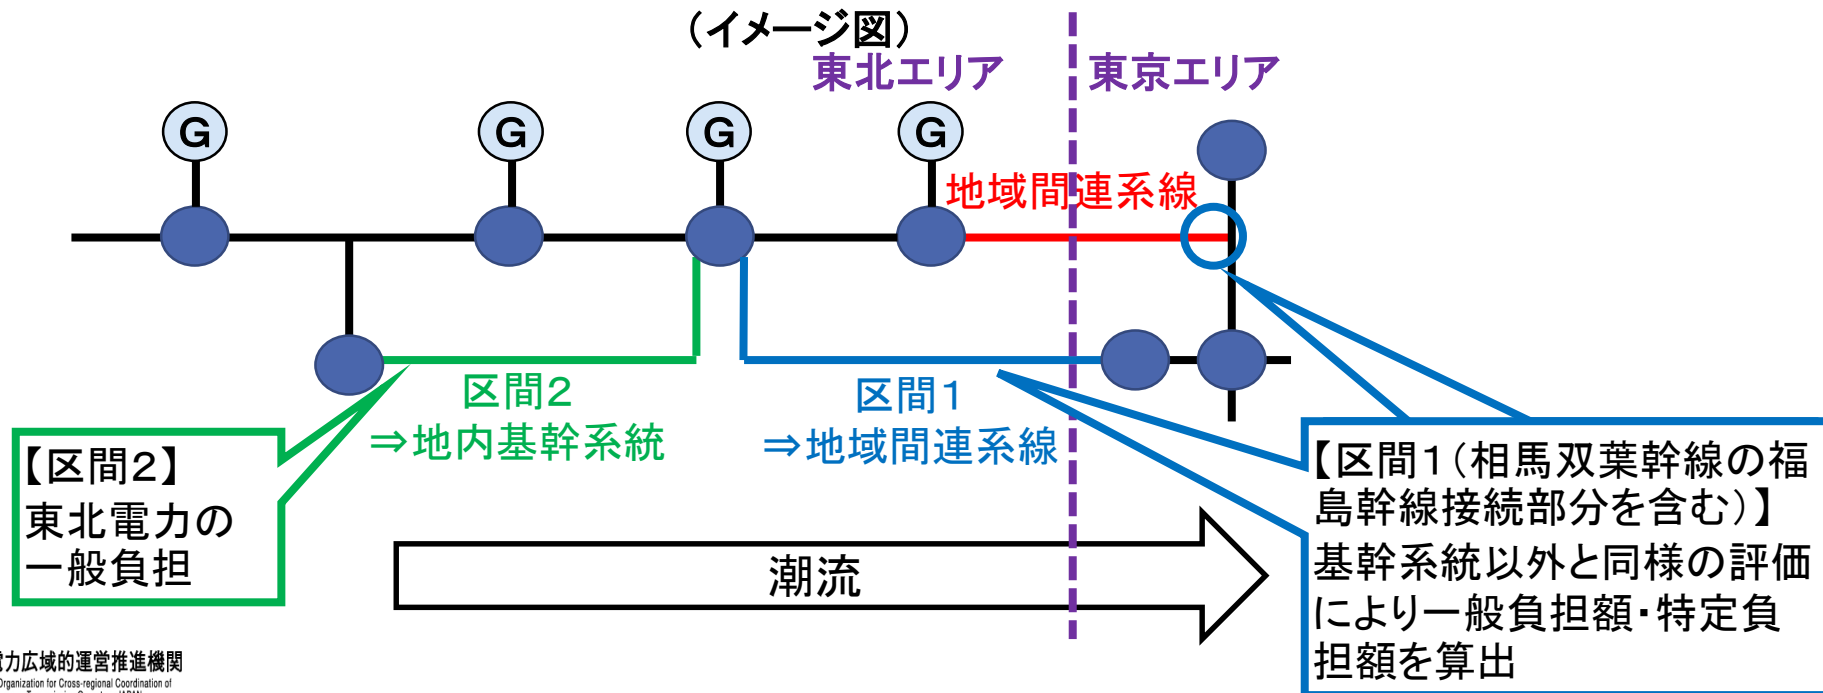 （イメージ図）
東北エリア
東京エリア
G
G
G
G
地域間連系線
区間２
⇒地内基幹系統
区間１
⇒地域間連系線
【区間２】
東北電力の
一般負担
【区間１（相馬双葉幹線の福
島幹線接続部分を含む）】
基幹系統以外と同様の評価
により一般負担額・特定負
担額を算出
潮流
電力広域的運営推進機関
Organization for Cross-regional Coordination of